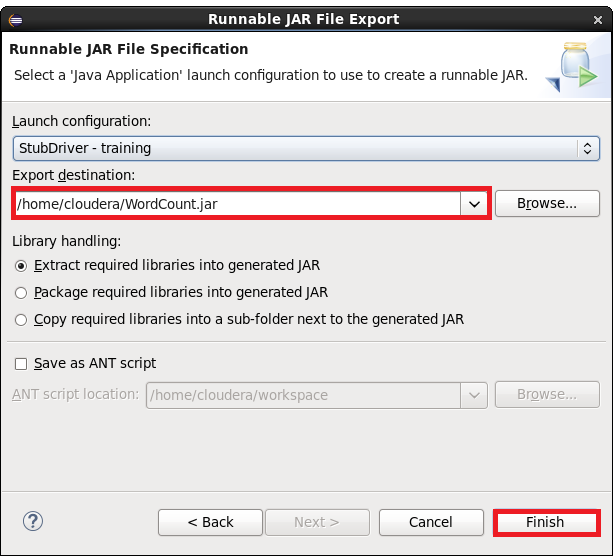 Runnable JAR File Export
Runnable JAR File Specification
Select a 'Java Application' launch configuration to use to create a runnable JAR.
Launch configuration:
StubDriver - training
Export destination:
/home/cloudera/WordCount.jar
Browse...
Library handling:
Extract required libraries into generated JAR
Package required libraries into generated JAR
Copy required libraries into a sub-folder next to the generated JAR
Save as ANT script
ANT script location:
/home/cloudera/workspace
Browse...
?
< Back
Next >
Cancel
Finish